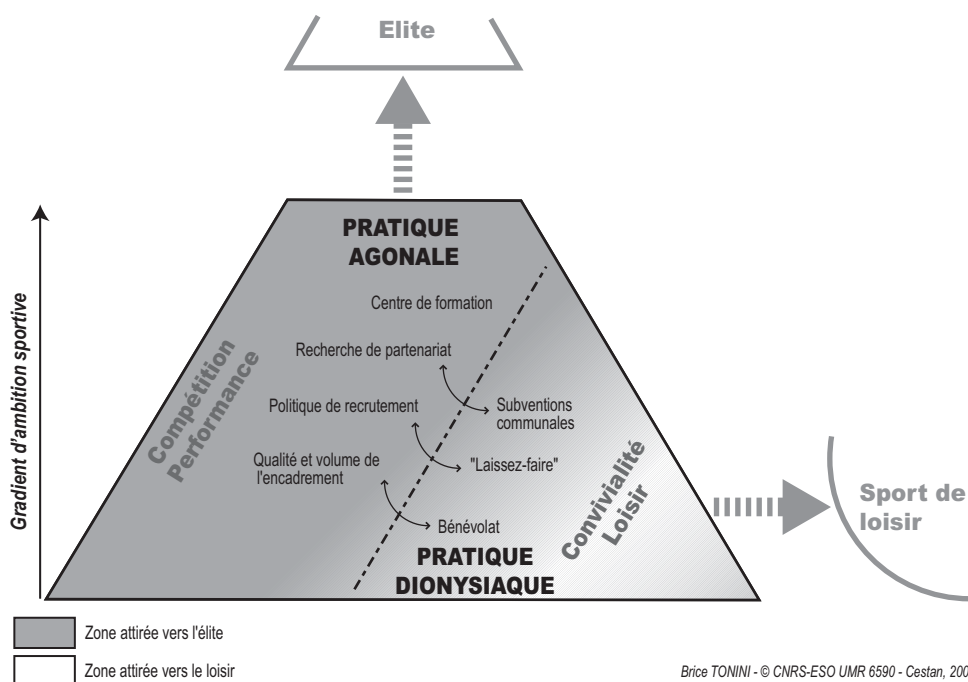 Elite
PRATIQUE
AGONALE
Centre de formation
Recherche de partenariat
Politique de recrutement
Subventions
communales
Qualité et volume de
l'encadrement
"Laissez-faire"
Bénévolat
PRATIQUE
DIONYSIAQUE
Compétition
Performance
Convivialité
Loisir
Gradient d'ambition sportive
Sport de
loisir
Zone attirée vers l'élite
Zone attirée vers le loisir
Brice TONINI - © CNRS-ESO UMR 6590 - Cestan, 200